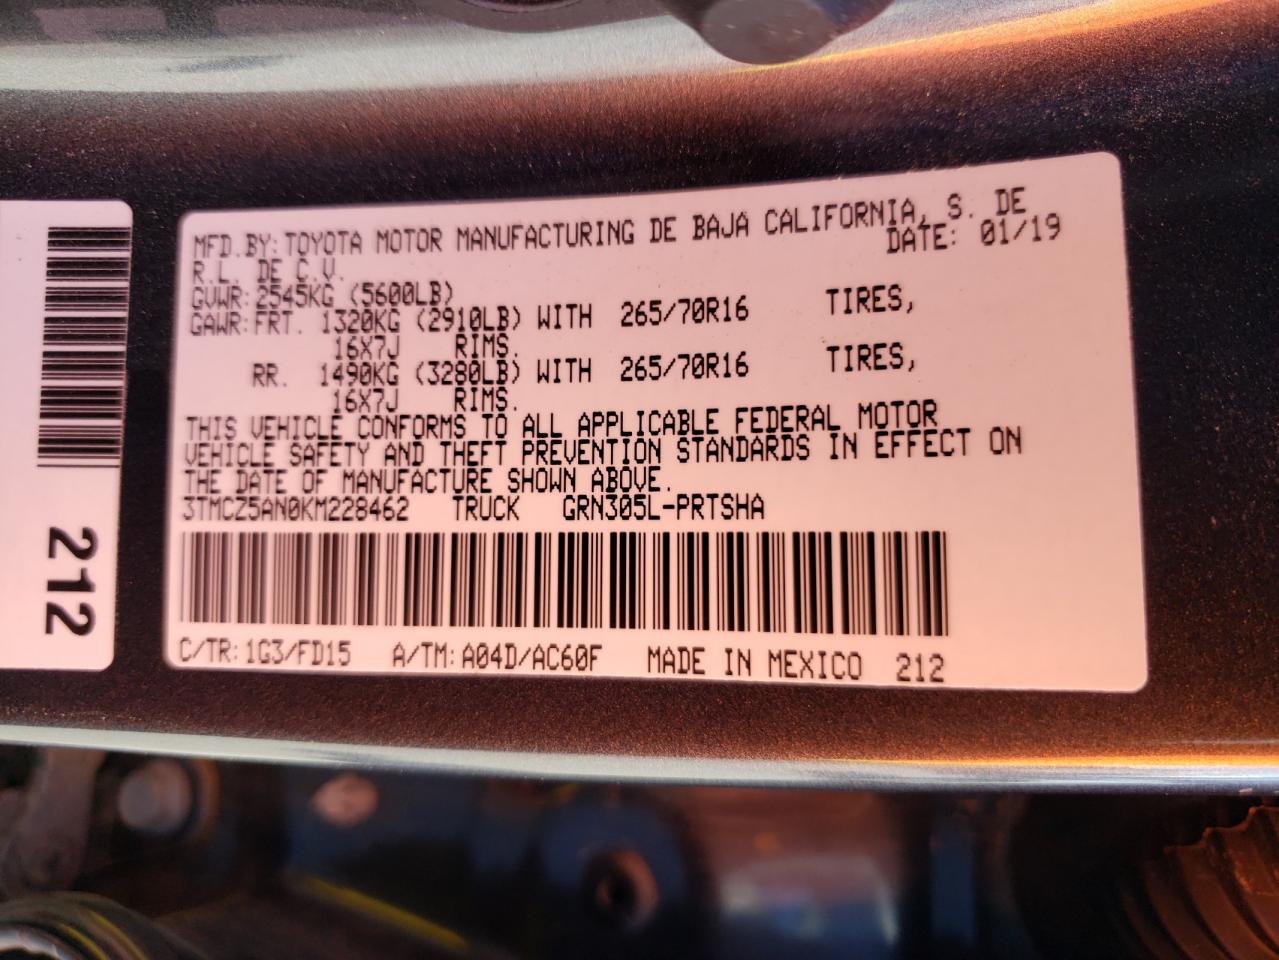 MFD.BY:TOYOTA MOTOR MANUFACTURING DE BAJA CALIFORNIA, S. DE
R.L. DE C.V. DATE: 01/19
GVWR:2545KG (5600LB)
GAWR:FRT. 1320KG (2910LB) WITH 265/70R16 TIRES,
16X7J RIMS.
RR. 1490KG (3280LB) WITH 265/70R16 TIRES,
16X7J RIMS.
THIS VEHICLE CONFORMS TO ALL APPLICABLE FEDERAL MOTOR
VEHICLE SAFETY AND THEFT PREVENTION STANDARDS IN EFFECT ON
THE DATE OF MANUFACTURE SHOWN ABOVE.
3TMCZ5AN0KM228462 TRUCK GRN305L-PRTSHA
C/TR:1G3/FD15 A/TM:A04D/AC60F MADE IN MEXICO 212
212